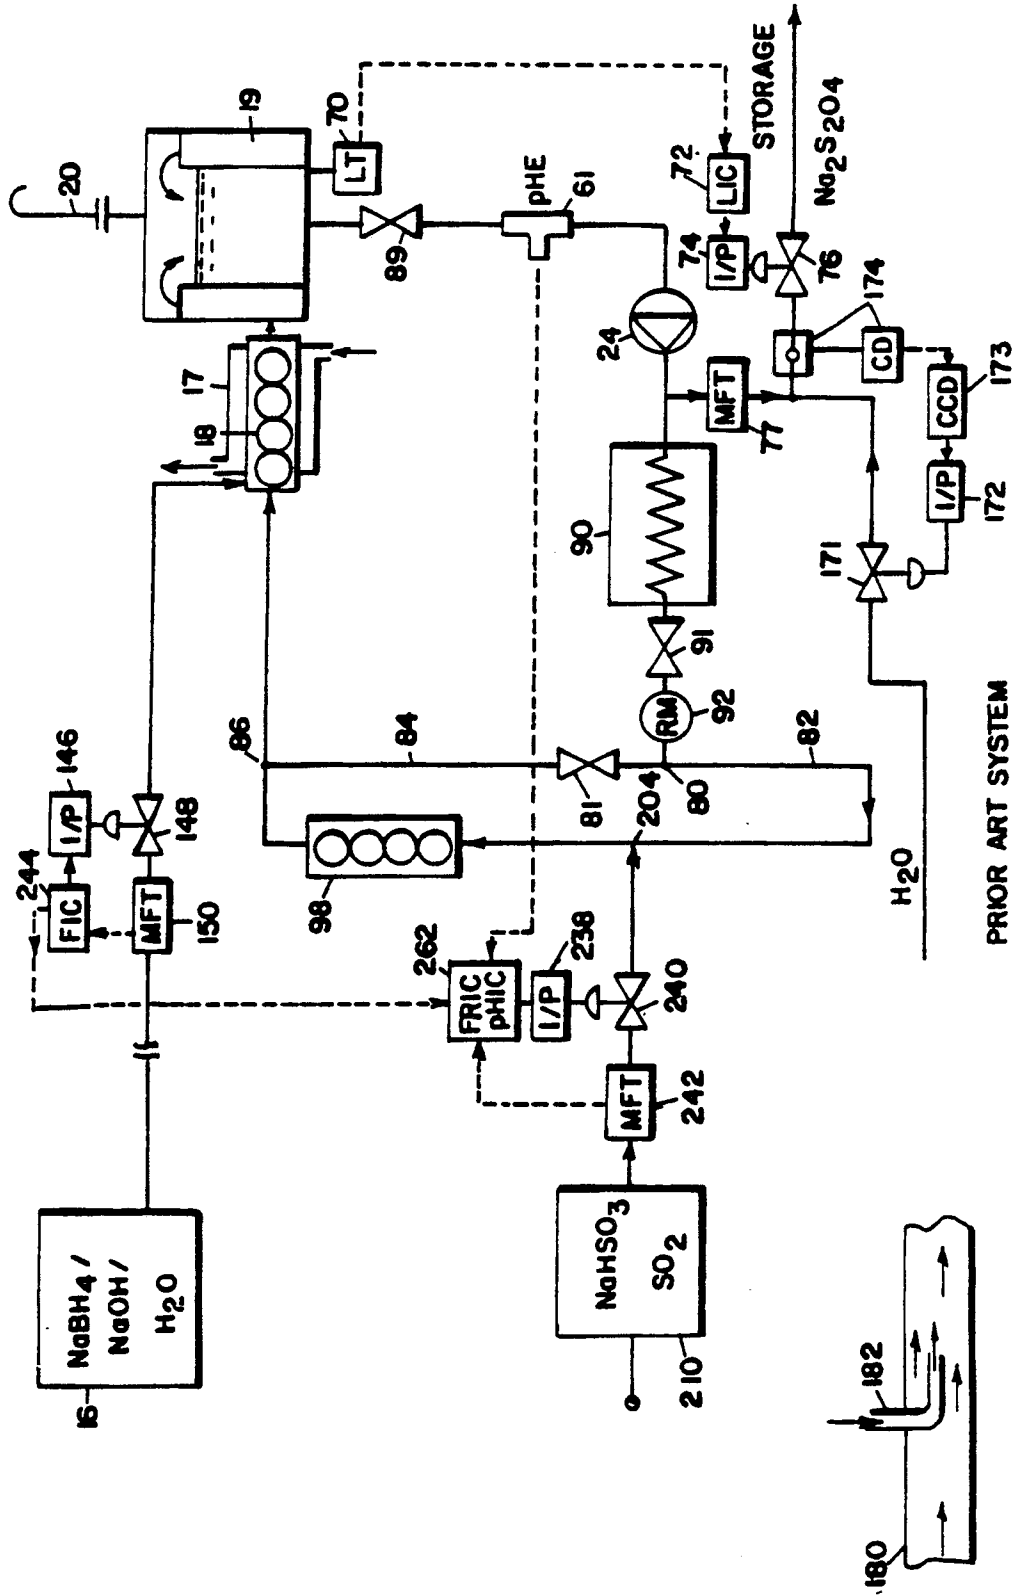 20
19
LT
70
17
18
89
pHE
61
24
72
LIC
74
I/P
76
STORAGE
Na2S2O4
174
CD
CCD
173
I/P
172
171
MFT
77
90
91
RM
92
80
82
81
84
86
204
98
H2O
PRIOR ART SYSTEM
146
I/P
148
244
FIC
MFT
150
262
FRIC
pHIC
238
I/P
240
MFT
242
NaBH4/
NaOH/
H2O
16
NaHSO3
SO2
210
182
180